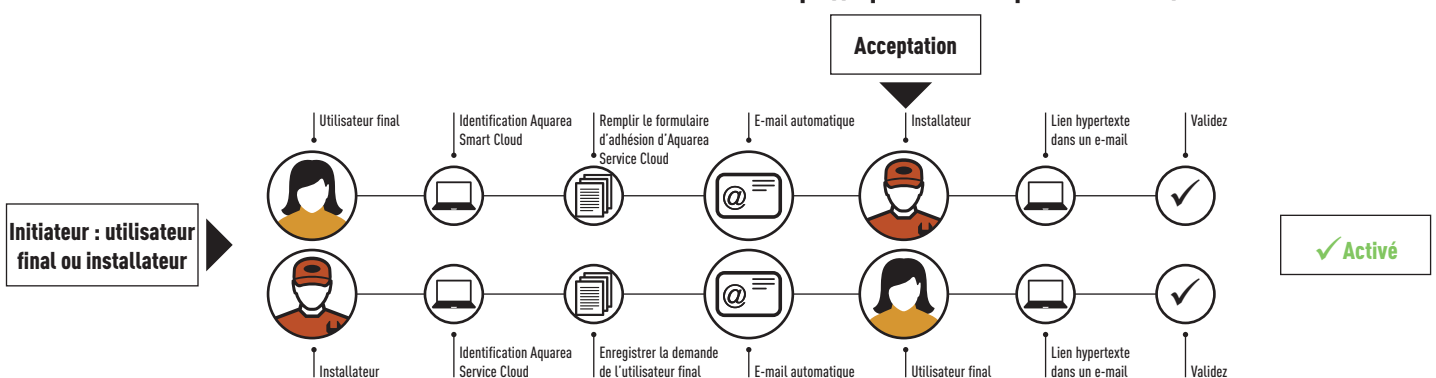 Acceptation
Utilisateur final
Identification Aquarea
Smart Cloud
Remplir le formulaire
d'adhésion d'Aquarea
Service Cloud
E-mail automatique
Installateur
Lien hypertexte
dans un e-mail
Validez
Initiateur : utilisateur
final ou installateur
@
@
Activé
Installateur
Identification Aquarea
Service Cloud
Enregistrer la demande
de l'utilisateur final
E-mail automatique
Utilisateur final
Lien hypertexte
dans un e-mail
Validez